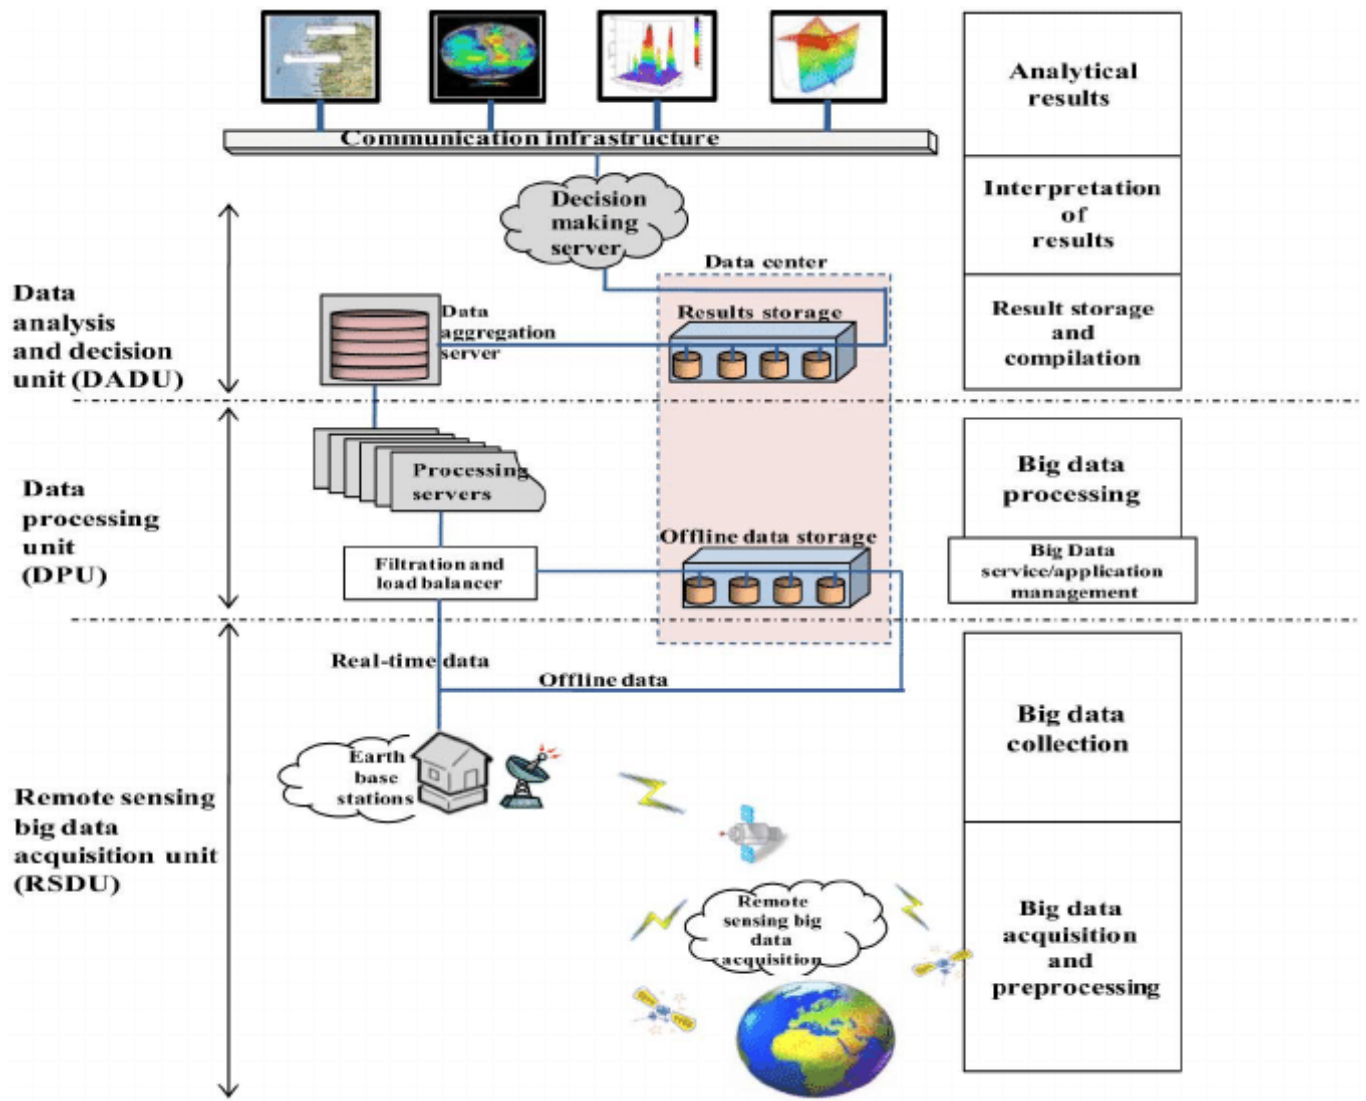 Communication infrastructure
Analytical
results
Decision
making
server
Interpretation
of
results
Data center
Data
analysis
and decision
unit (DADU)
Data
aggregation
server
Results storage
Result storage
and
compilation
Data
processing
unit
(DPU)
Processing
servers
Big data
processing
Filtration and
load balancer
Offline data storage
Big Data
service/application
management
Real-time data
Offline data
Remote sensing
big data
acquisition unit
(RSDU)
Earth
base
stations
Big data
collection
Remote
sensing big
data
acquisition
Big data
acquisition
and
preprocessing